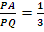 PA/PQ = 1/3